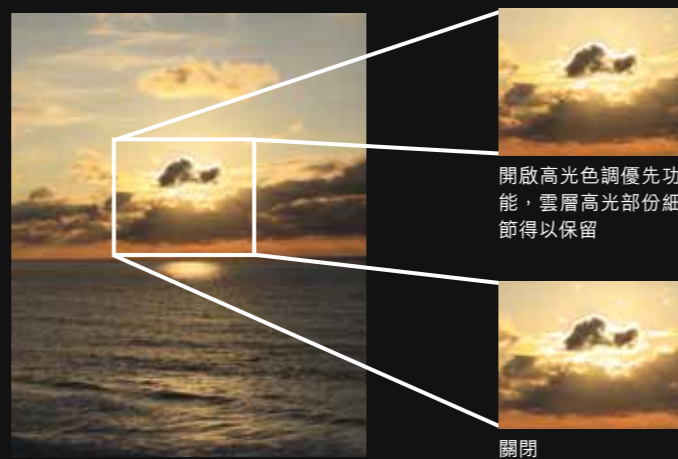 開啟高光色調優先功
能，雲層高光部份細
節得以保留
關閉